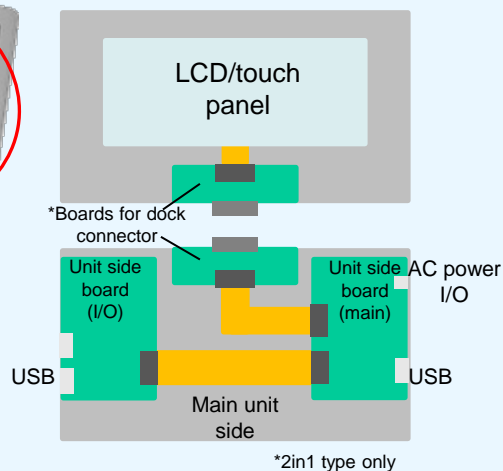 LCD/touch
panel
*Boards for dock
connector
Unit side
board
(I/O)
Unit side
board
(main)
AC power
I/O
USB
USB
Main unit
side
*2in1 type only